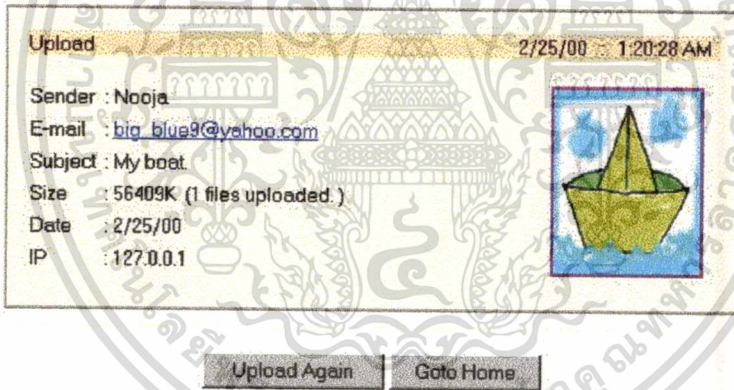 Upload 2/25/00 :: 1:20:28 AM
Sender : Nooja
E-mail : big_blue9@yahoo.com
Subject : My boat.
Size : 56409K (1 files uploaded.)
Date : 2/25/00
IP : 127.0.0.1
Upload Again Goto Home